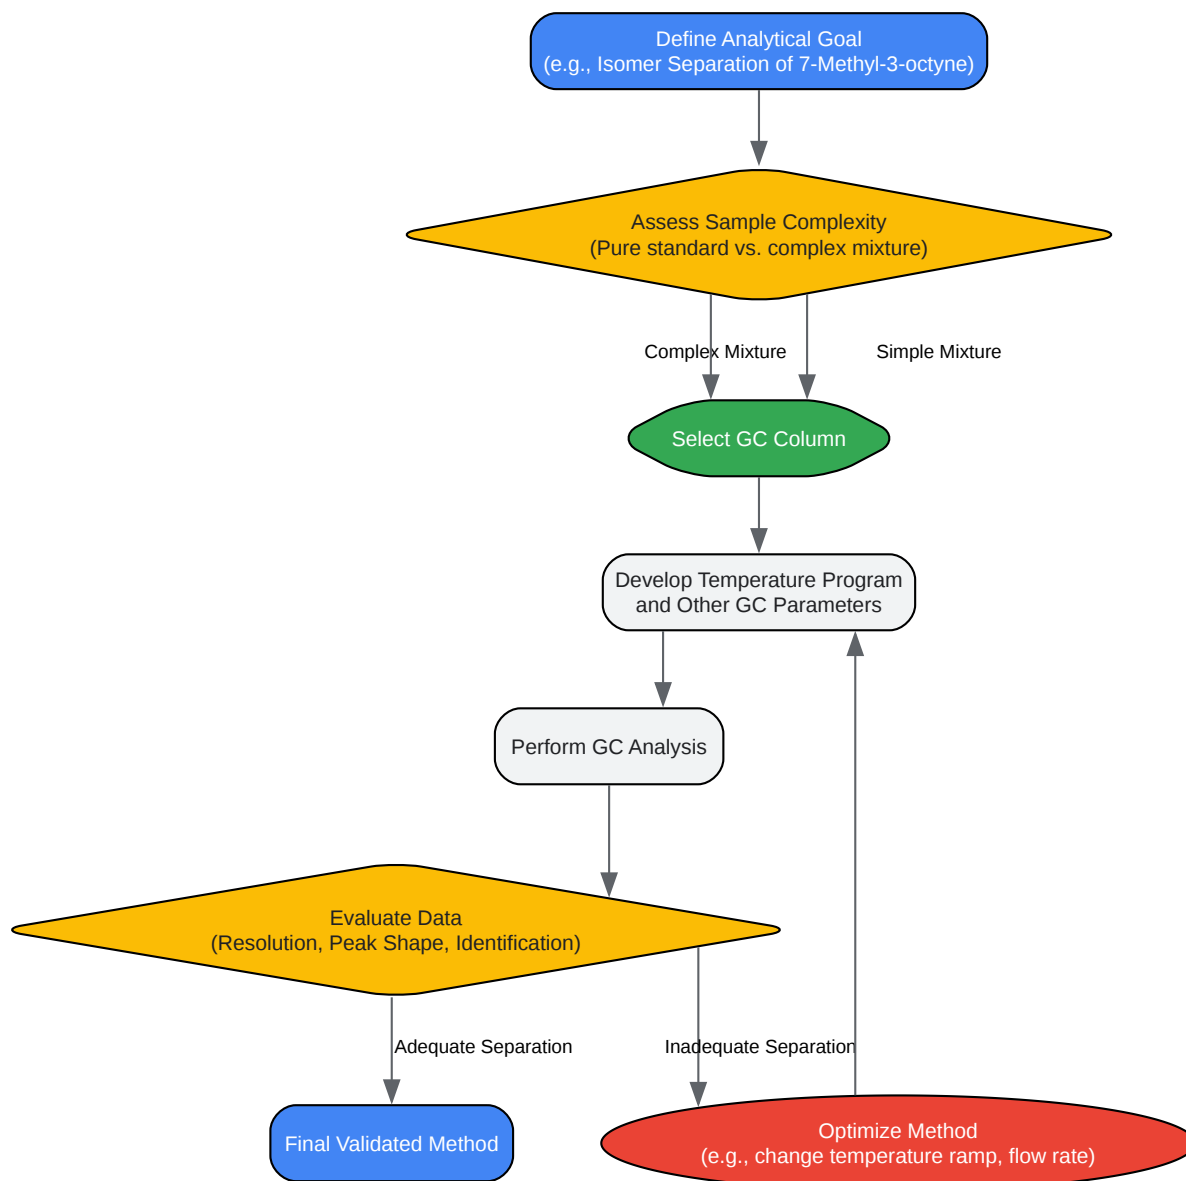 Define Analytical Goal
(e.g., Isomer Separation of 7-Methyl-3-octyne)
Assess Sample Complexity
(Pure standard vs. complex mixture)
Complex Mixture
Simple Mixture
Select GC Column
Develop Temperature Program
and Other GC Parameters
Perform GC Analysis
Evaluate Data
(Resolution, Peak Shape, Identification)
Adequate Separation
Inadequate Separation
Final Validated Method
Optimize Method
(e.g., change temperature ramp, flow rate)